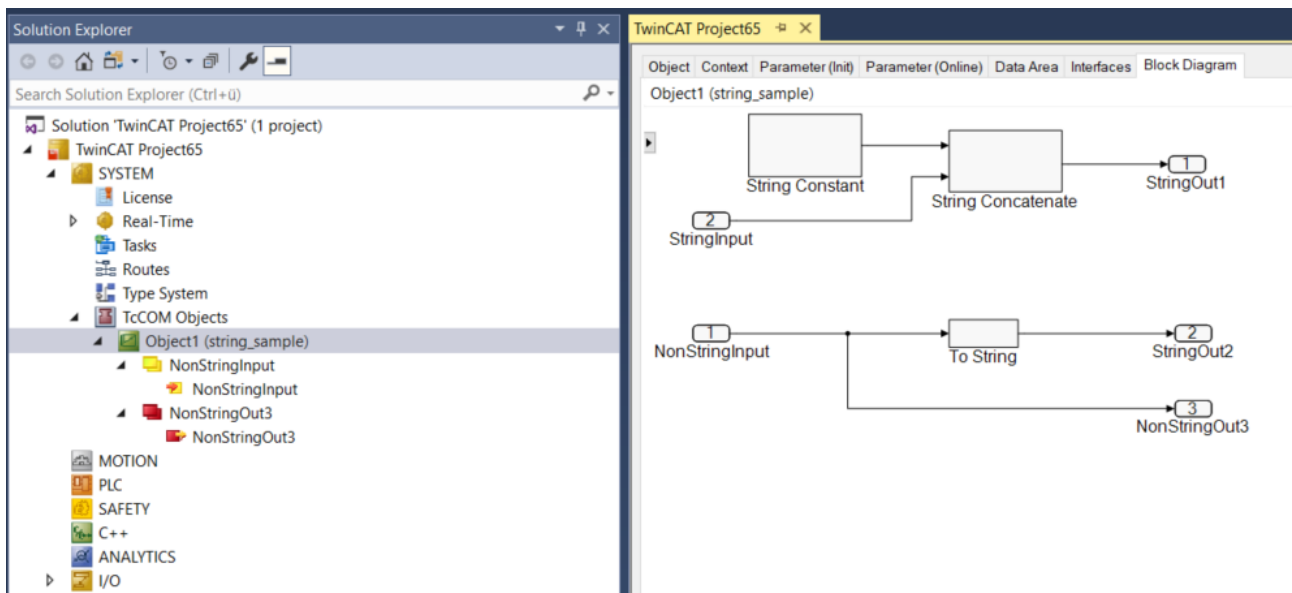 Solution Explorer
Search Solution Explorer (Ctrl+ü)
Solution 'TwinCAT Project65' (1 project)
TwinCAT Project65
SYSTEM
License
Real-Time
Tasks
Routes
Type System
TcCOM Objects
Object1 (string_sample)
NonStringInput
NonStringInput
NonStringOut3
NonStringOut3
MOTION
PLC
SAFETY
C++
ANALYTICS
I/O
TwinCAT Project65
Object Context Parameter (Init) Parameter (Online) Data Area Interfaces Block Diagram
Object1 (string_sample)
String Constant
String Concatenate
1
StringOut1
2
StringInput
1
NonStringInput
To String
2
StringOut2
3
NonStringOut3